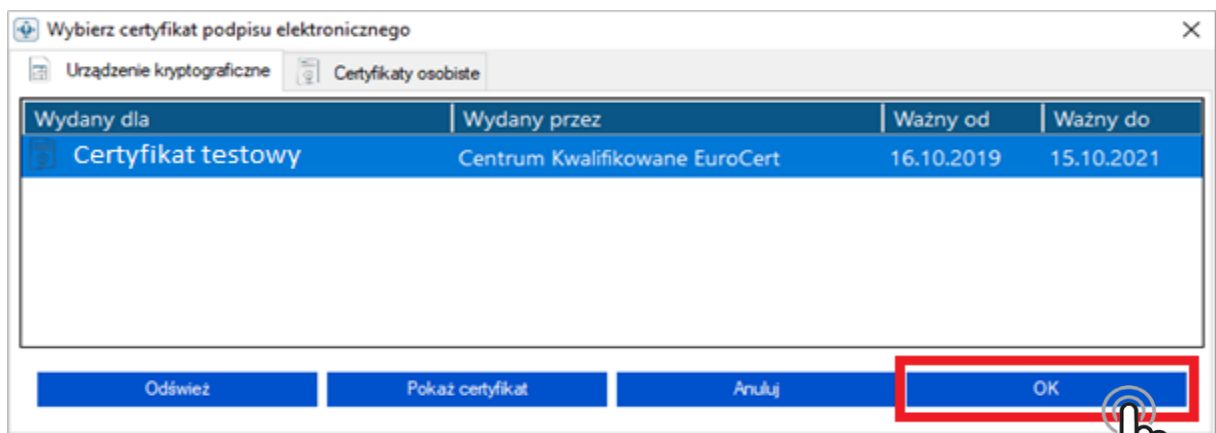 Wybierz certyfikat podpisu elektronicznego
Urządzenie kryptograficzne Certyfikaty osobiste
Wydany dla Wydany przez Ważny od Ważny do
Certyfikat testowy Centrum Kwalifikowane EuroCert 16.10.2019 15.10.2021
Odśwież Pokaż certyfikat Anuluj OK